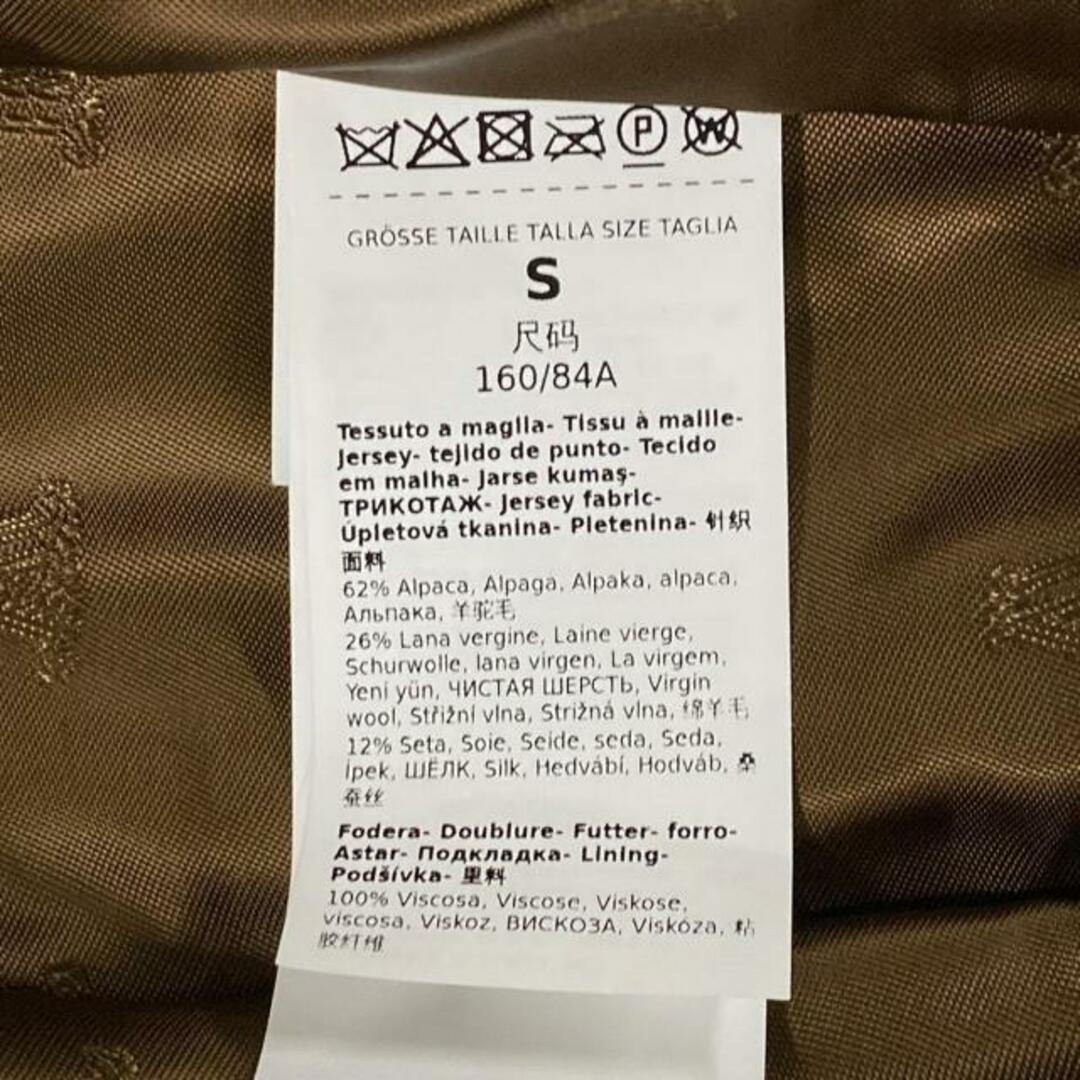 P
W
GRÖSSE TAILLE TALLA SIZE TAGLIA
S
尺码
160/84A
Tessuto a maglia- Tissu à maille-
Jersey- tejido de punto- Tecido
em malha- Jarse kumaş-
ТРИКОТАЖ- Jersey fabric-
Úpletová tkanina- Pletenina- 针织
面料
62% Alpaca, Alpaga, Alpaka, alpaca,
Альпака, 羊驼毛
26% Lana vergine, Laine vierge,
Schurwolle, lana virgen, La virgem,
Yeni yün, ЧИСТАЯ ШЕРСТЬ, Virgin
wool, Střižní vlna, Strižná vlna, 绵羊毛
12% Seta, Soie, Seide, seda, Seda,
İpek, ШЁЛК, Silk, Hedvábí, Hodváb, 桑
蚕丝
Fodera- Doublure- Futter- forro-
Astar- Подкладка- Lining-
Podšívka- 里料
100% Viscosa, Viscose, Viskose,
viscosa, Viskoz, ВИСКОЗА, Viskóza, 粘
胶纤维